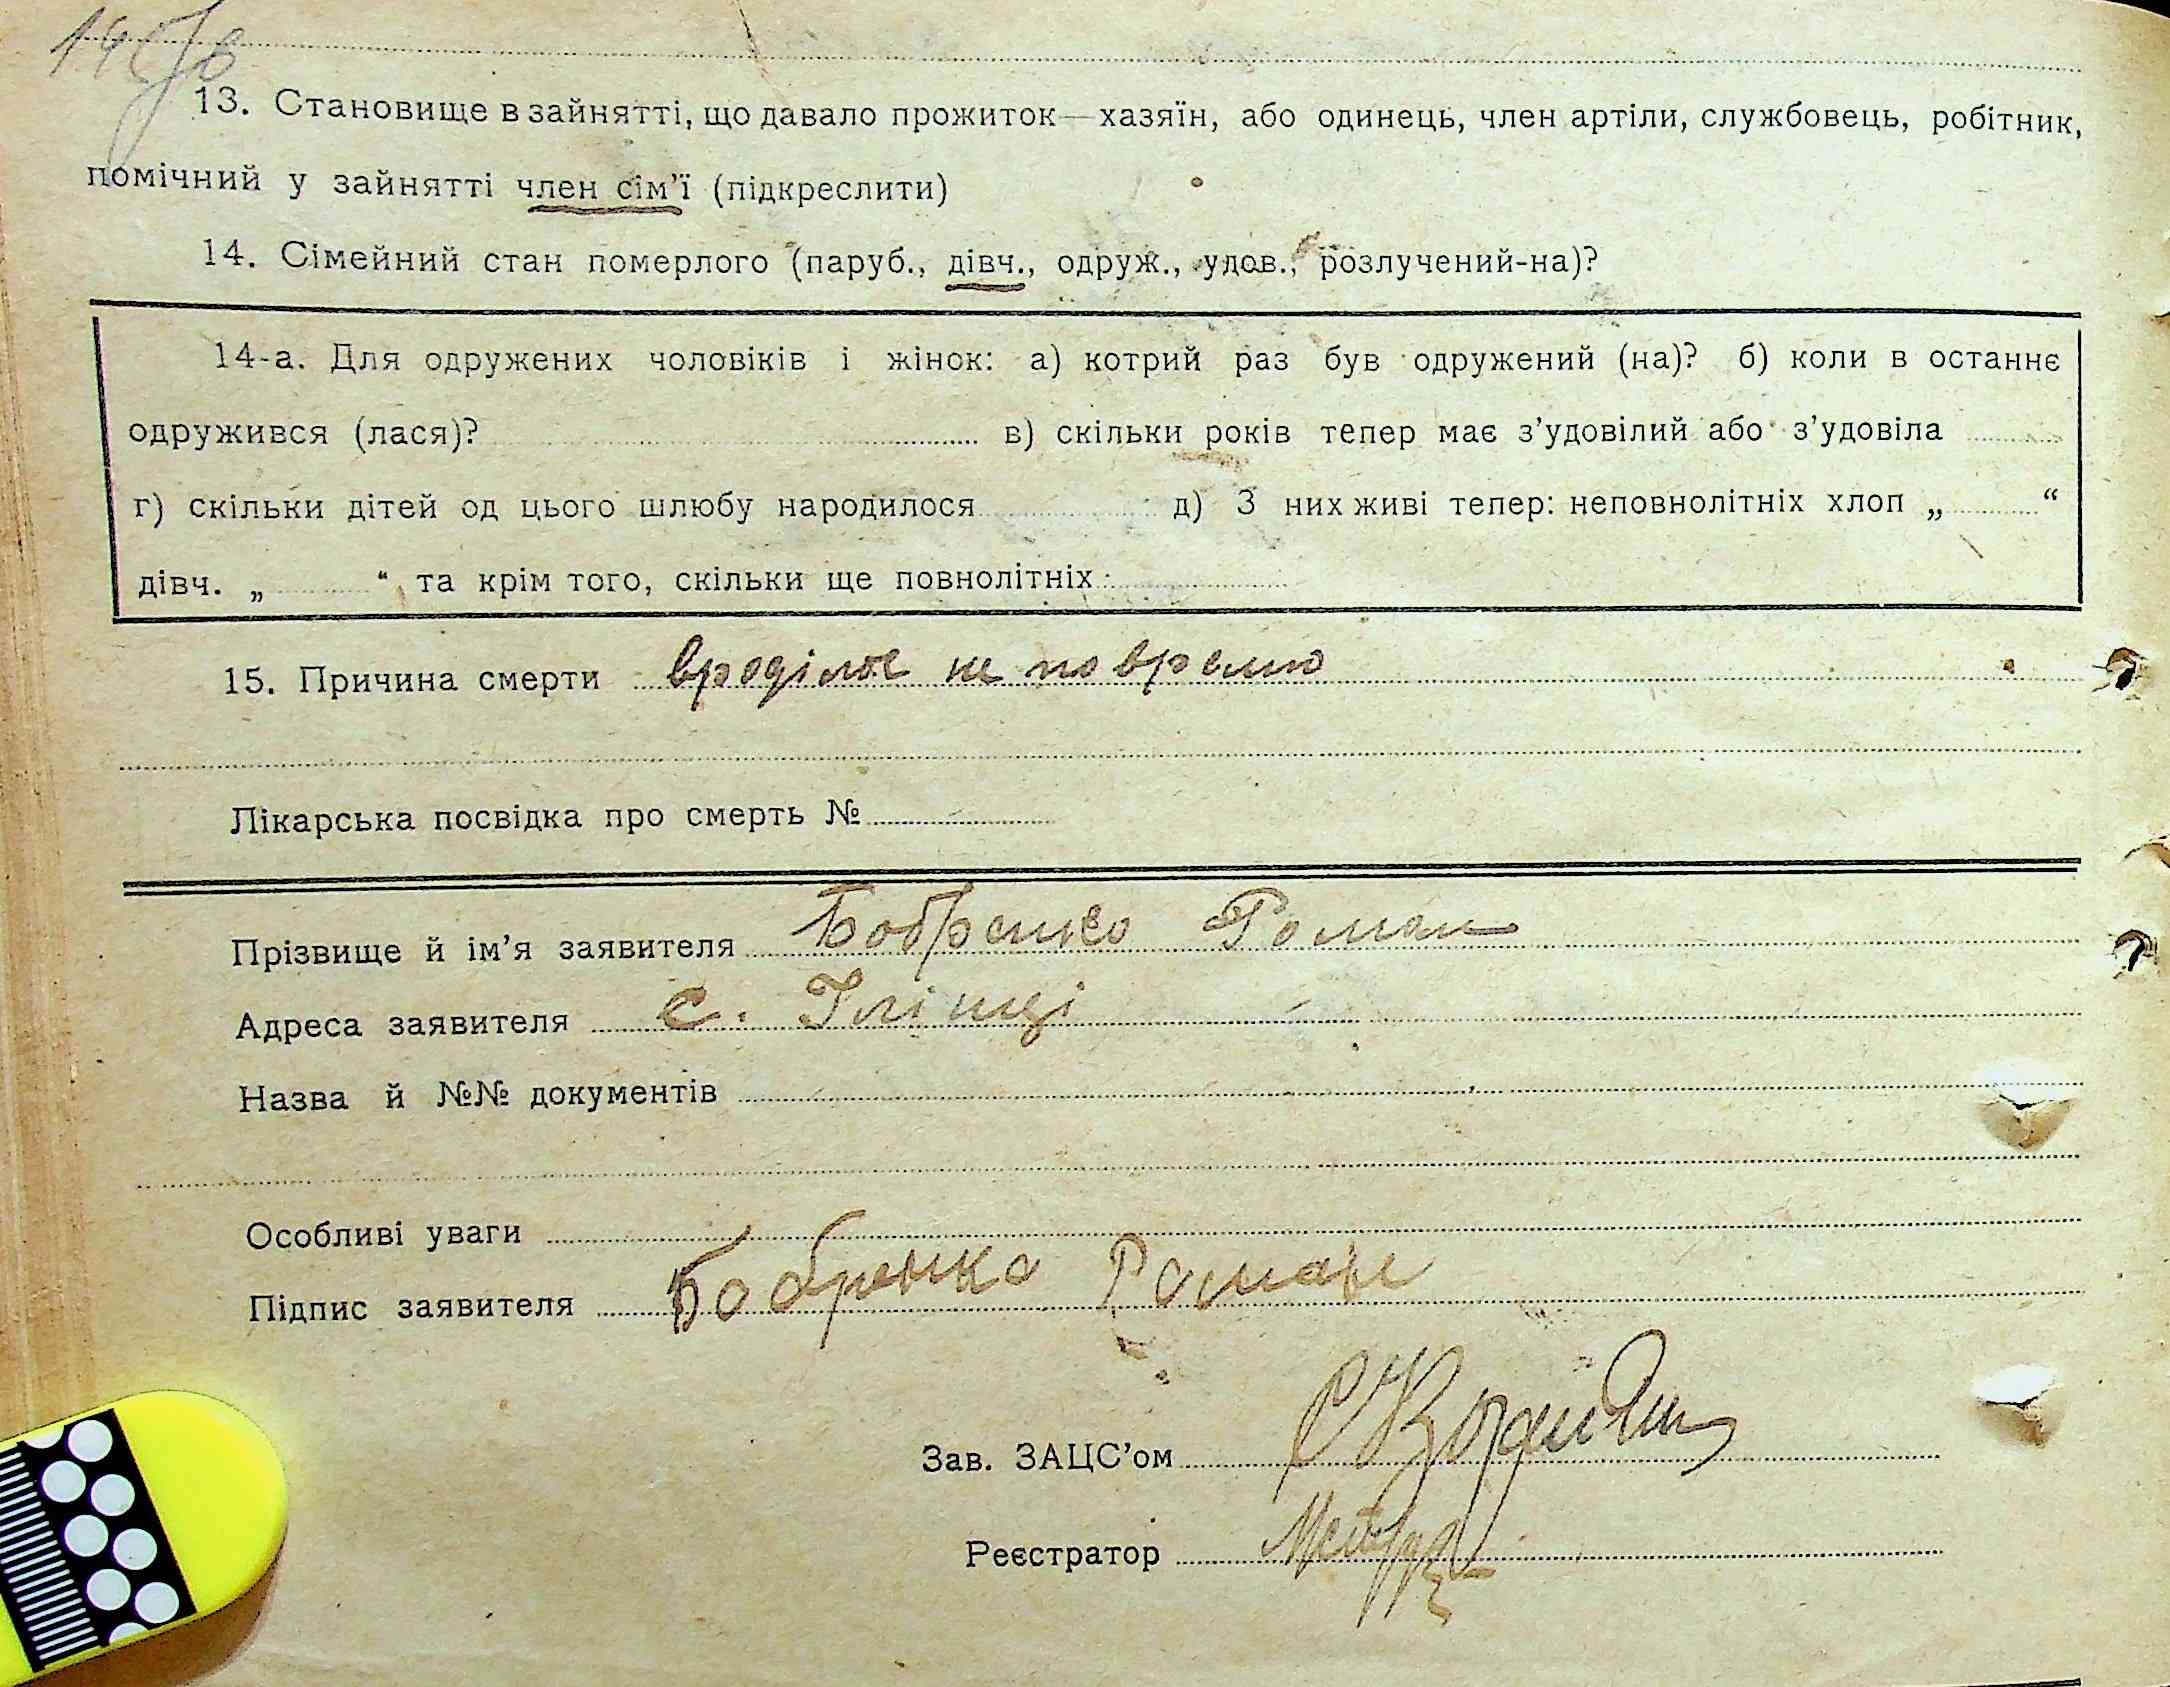 13. Становище в зайнятті, що давало прожиток—хазяїн, або одинець, член артіли, службовець, робітник,
помічний у зайнятті член сім’ї (підкреслити)
14. Сімейний стан померлого (паруб., дівч., одруж., удов., розлучений-на)?
14-а. Для одружених чоловіків і жінок: а) котрий раз був одружений (на)? б) коли в останнє
одружився (лася)? в) скільки років тепер має з’удовілий або з’удовіла
г) скільки дітей од цього шлюбу народилося д) З них живі тепер: неповнолітніх хлоп „ “
дівч. „ “ та крім того, скільки ще повнолітніх
15. Причина смерти не по время
Лікарська посвідка про смерть №
Прізвище й ім’я заявителя Бобренко Роман
Адреса заявителя с. Ілінці
Назва й №№ документів
Особливі уваги
Підпис заявителя Бобренко Роман
Зав. ЗАЦС’ом
Реєстратор